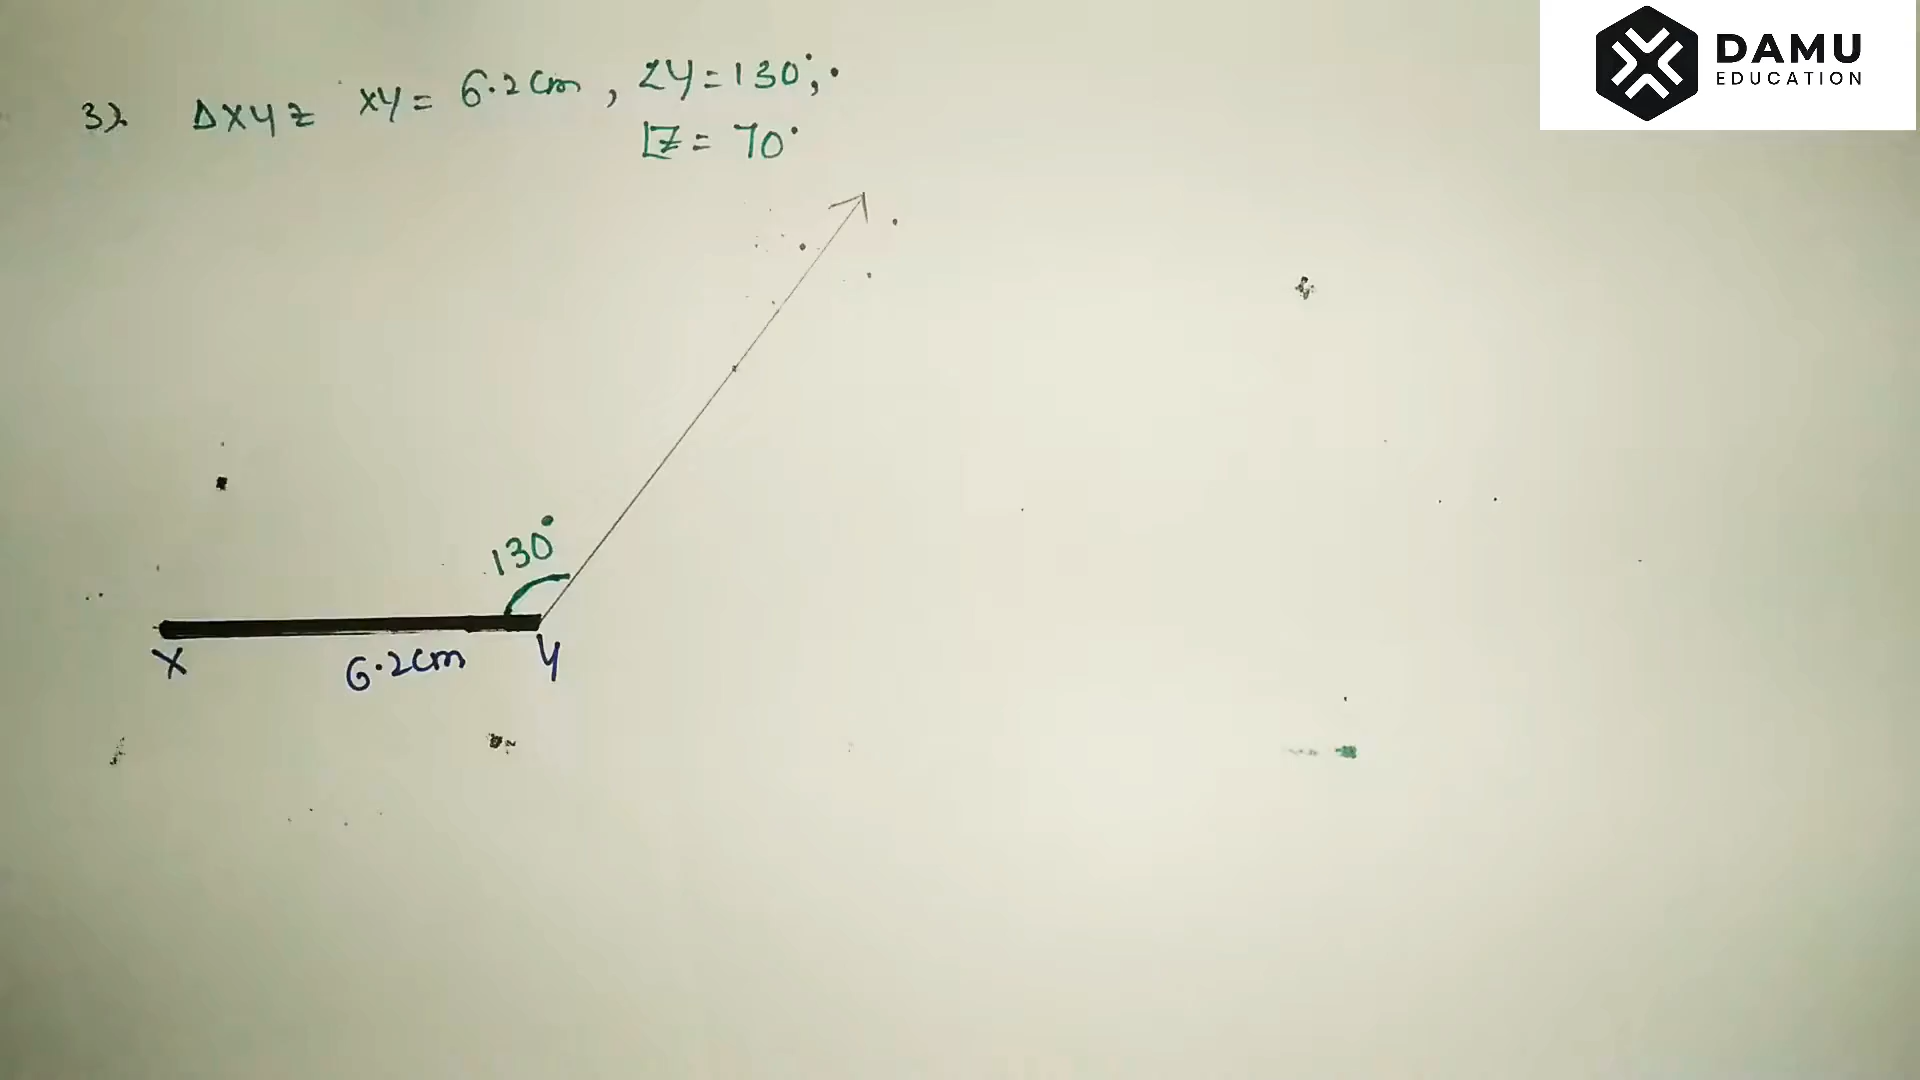 3). ΔXYZ XY = 6.2cm, ∠Y = 130°,
∠Z = 70°
130°
X 6.2cm Y
DAMU
EDUCATION